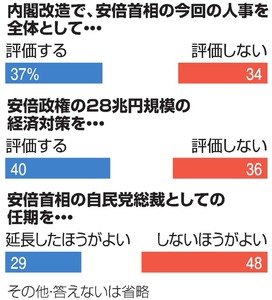 内閣改造で、安倍首相の今回の人事を
全体として・・・
評価する 評価しない
37% 34
安倍政権の28兆円規模の
経済対策を・・・
評価する 評価しない
40 36
安倍首相の自民党総裁としての
任期を・・・
延長したほうがよい しないほうがよい
29 48
その他・答えないは省略